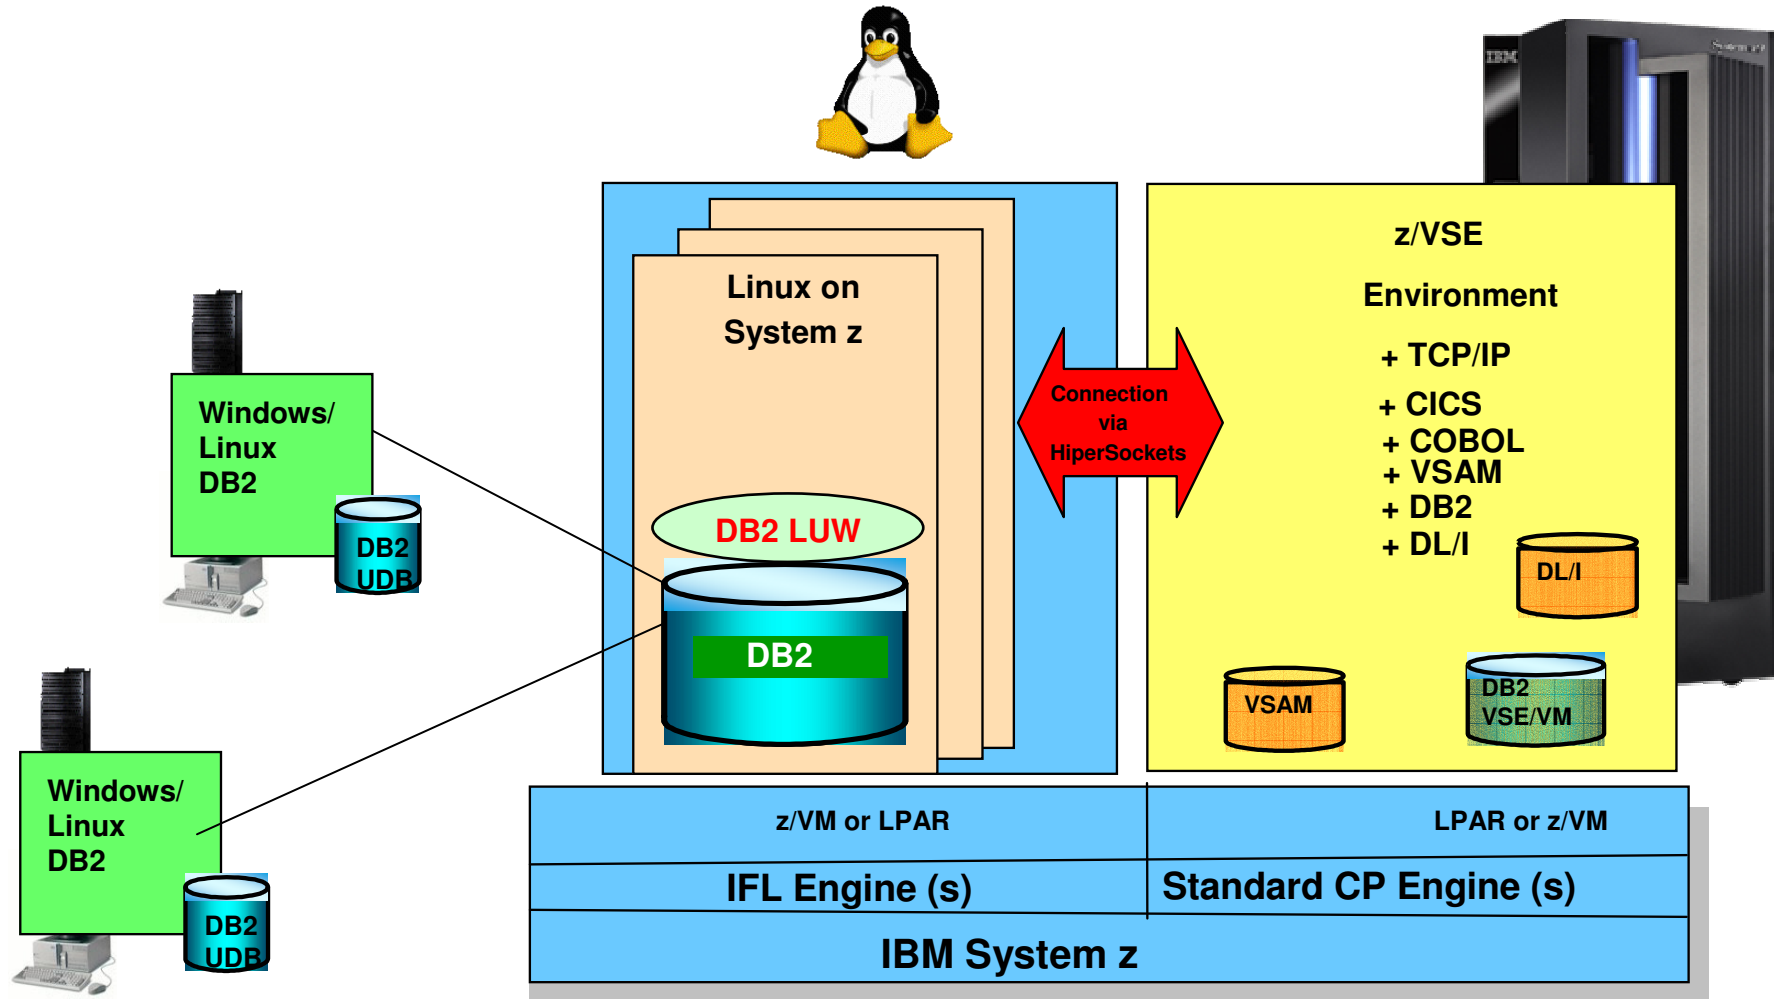 IBM
z/VSE
Environment
+ TCP/IP
+ CICS
+ COBOL
+ VSAM
+ DB2
+ DL/I
DL/I
VSAM
DB2
VSE/VM
Linux on
System z
Connection
via
HiperSockets
DB2 LUW
DB2
Windows/
Linux
DB2
DB2
UDB
Windows/
Linux
DB2
DB2
UDB
z/VM or LPAR
LPAR or z/VM
IFL Engine (s)
Standard CP Engine (s)
IBM System z